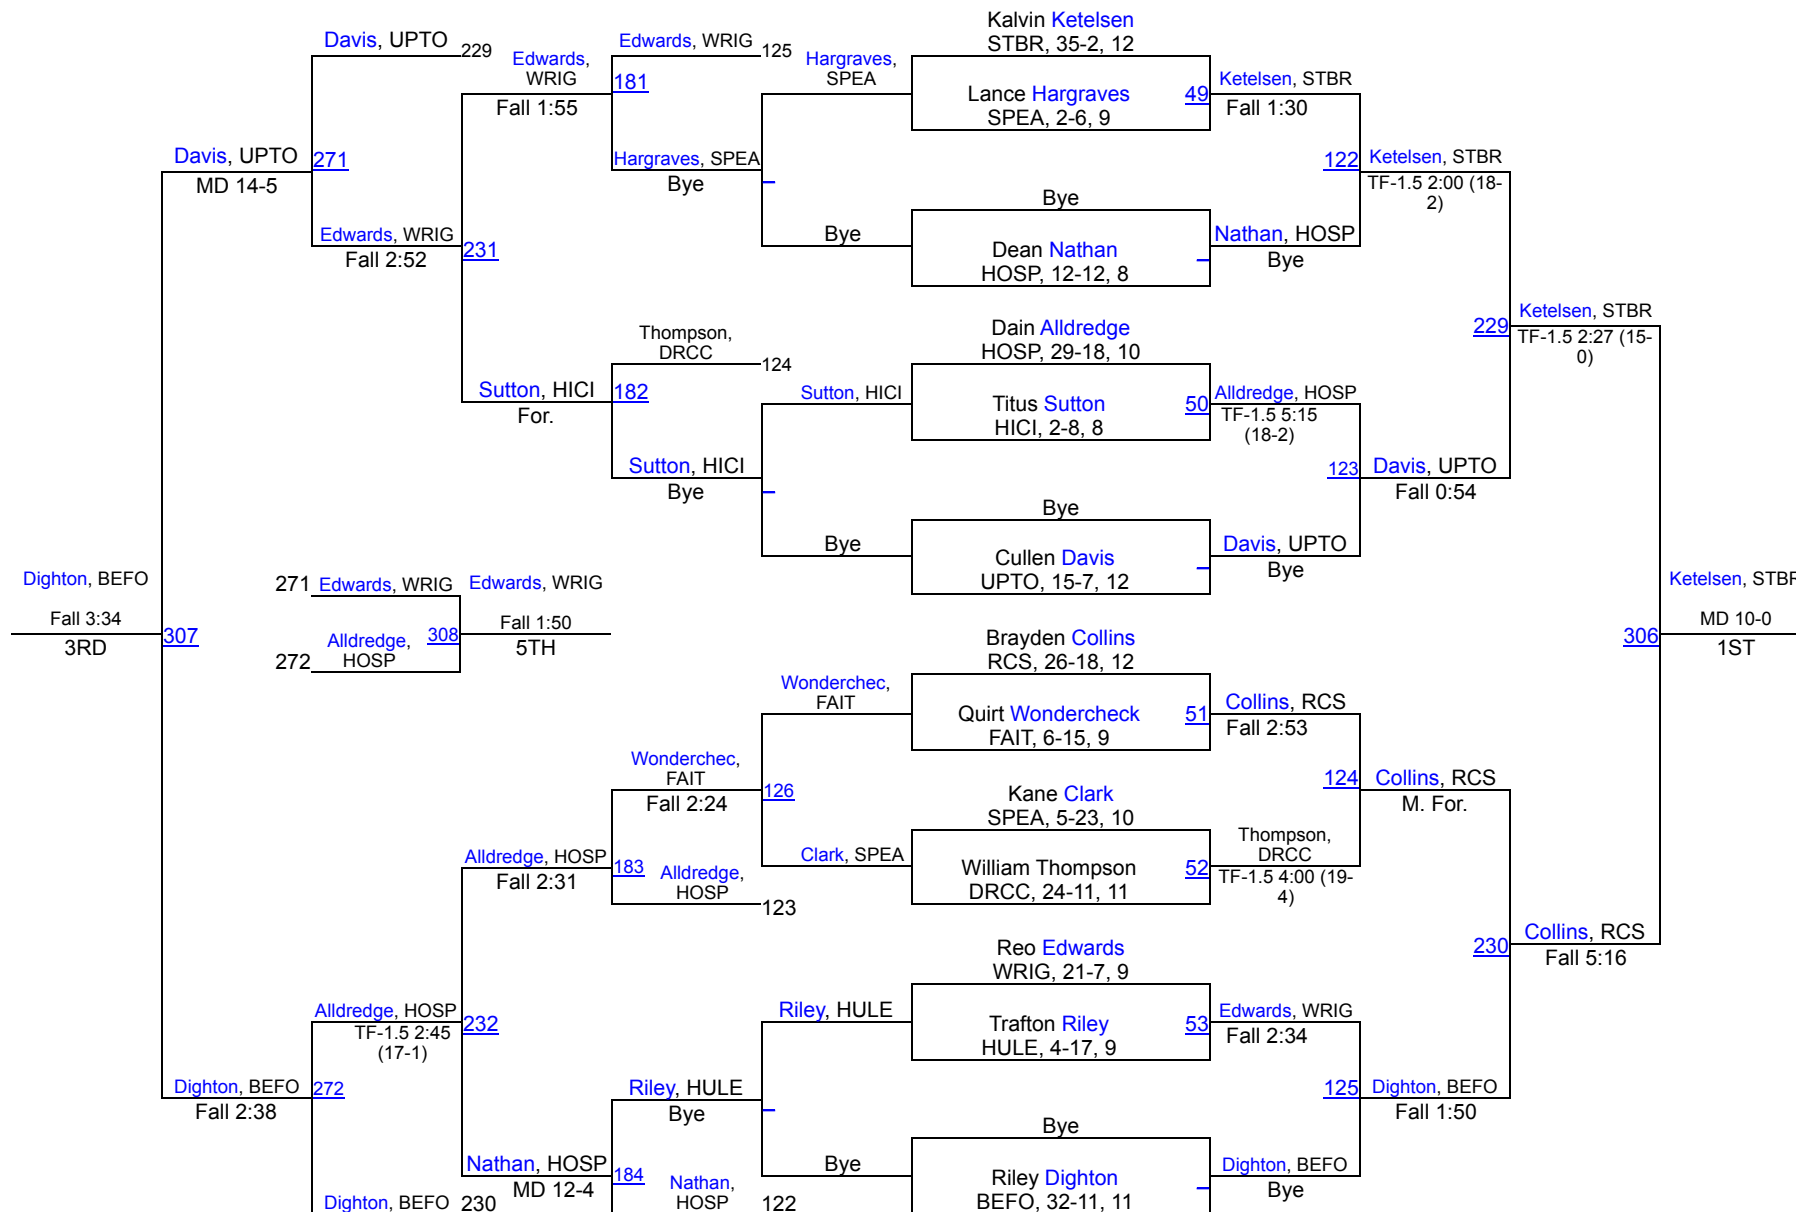 Kalvin Ketelsen
Davis, UPTO
229
Edwards, WRIG
125
STBR, 35-2, 12
Edwards,
WRIG
181
Hargraves,
SPEA
Ketelsen, STBR
Fall 1:55
Lance Hargraves
49
Fall 1:30
SPEA, 2-6, 9
Davis, UPTO
271
Hargraves, SPEA
122
Ketelsen, STBR
MD 14-5
Bye
TF-1.5 2:00 (18-
2)
Bye
Edwards, WRIG
231
Bye
Nathan, HOSP
Fall 2:52
Dean Nathan
Bye
HOSP, 12-12, 8
Thompson,
DRCC
124
Dain Alldredge
HOSP, 29-18, 10
229
Ketelsen, STBR
TF-1.5 2:27 (15-
0)
Sutton, HICI
182
Sutton, HICI
Alldredge, HOSP
For.
Titus Sutton
50
TF-1.5 5:15
(18-2)
HICI, 2-8, 8
Sutton, HICI
123
Davis, UPTO
Bye
Fall 0:54
Bye
Bye
Davis, UPTO
Cullen Davis
Bye
UPTO, 15-7, 12
Dighton, BEFO
271
Edwards, WRIG
Edwards, WRIG
Ketelsen, STBR
Fall 3:34
307
308
Fall 1:50
306
MD 10-0
3RD
272
Alldredge,
HOSP
5TH
1ST
Brayden Collins
RCS, 26-18, 12
Wonderchec,
FAIT
Collins, RCS
Quirt Wondercheck
51
Fall 2:53
FAIT, 6-15, 9
Wonderchec,
FAIT
126
124
Collins, RCS
Fall 2:24
Kane Clark
M. For.
SPEA, 5-23, 10
Alldredge, HOSP
183
Clark, SPEA
Thompson,
DRCC
Fall 2:31
Alldredge,
HOSP
123
William Thompson
52
TF-1.5 4:00 (19-
4)
DRCC, 24-11, 11
Reo Edwards
230
Collins, RCS
WRIG, 21-7, 9
Fall 5:16
Alldredge, HOSP
232
Riley, HULE
Edwards, WRIG
TF-1.5 2:45
(17-1)
Trafton Riley
53
Fall 2:34
HULE, 4-17, 9
Dighton, BEFO
272
Riley, HULE
125
Dighton, BEFO
Fall 2:38
Bye
Fall 1:50
Bye
Nathan, HOSP
184
Bye
Dighton, BEFO
MD 12-4
Riley Dighton
Bye
Dighton, BEFO
230
Nathan,
HOSP
122
BEFO, 32-11, 11